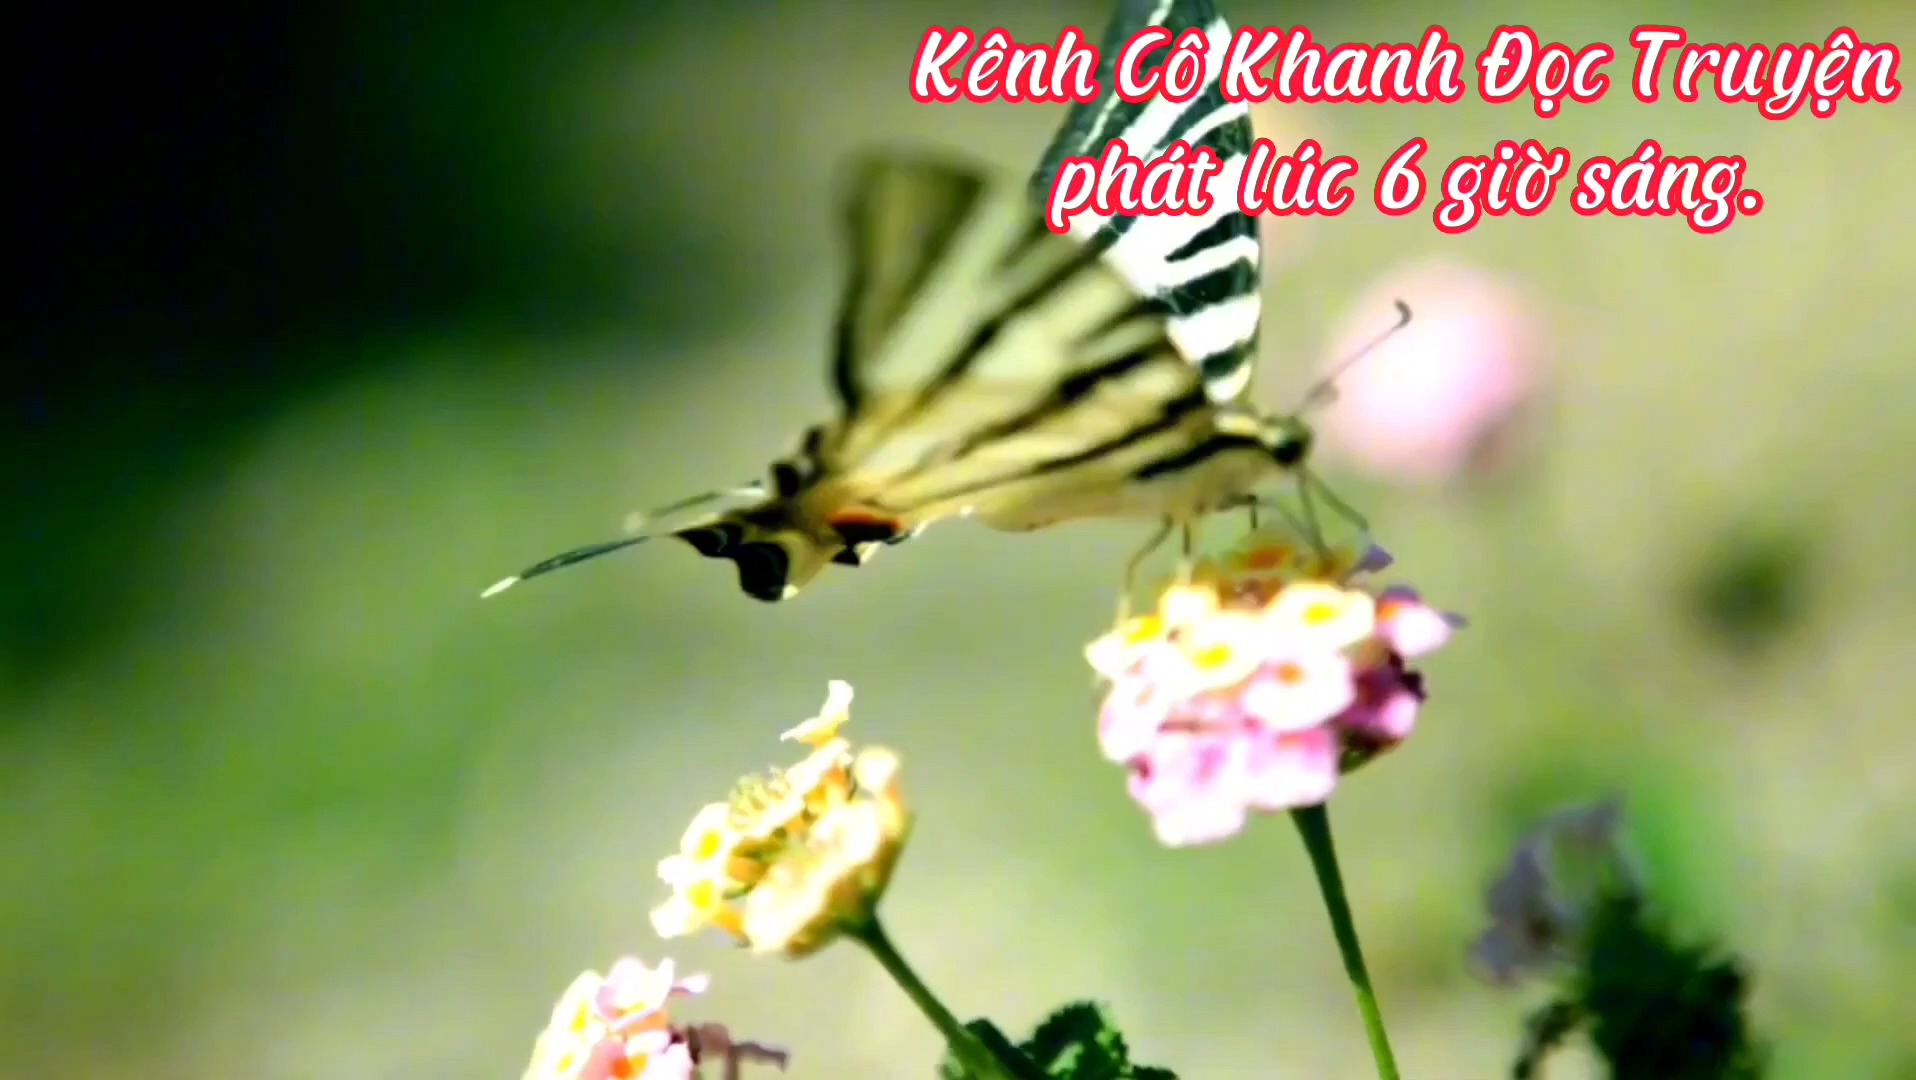 Kênh Cô Khanh Đọc Truyện
phát lúc 6 giờ sáng.